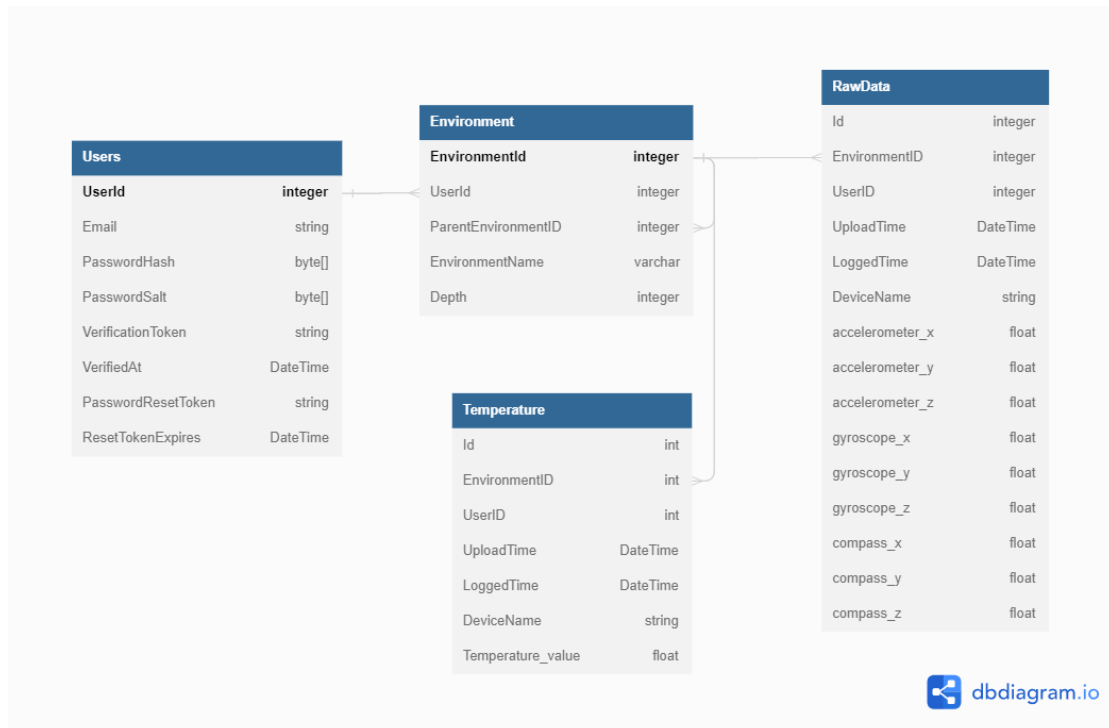 Users
UserId integer
Email string
PasswordHash byte[]
PasswordSalt byte[]
VerificationToken string
VerifiedAt DateTime
PasswordResetToken string
ResetTokenExpires DateTime
Environment
EnvironmentId integer
UserId integer
ParentEnvironmentID integer
EnvironmentName varchar
Depth integer
Temperature
Id int
EnvironmentID int
UserID int
UploadTime DateTime
LoggedTime DateTime
DeviceName string
Temperature_value float
RawData
Id integer
EnvironmentID integer
UserID integer
UploadTime DateTime
LoggedTime DateTime
DeviceName string
accelerometer_x float
accelerometer_y float
accelerometer_z float
gyroscope_x float
gyroscope_y float
gyroscope_z float
compass_x float
compass_y float
compass_z float
dbdiagram.io